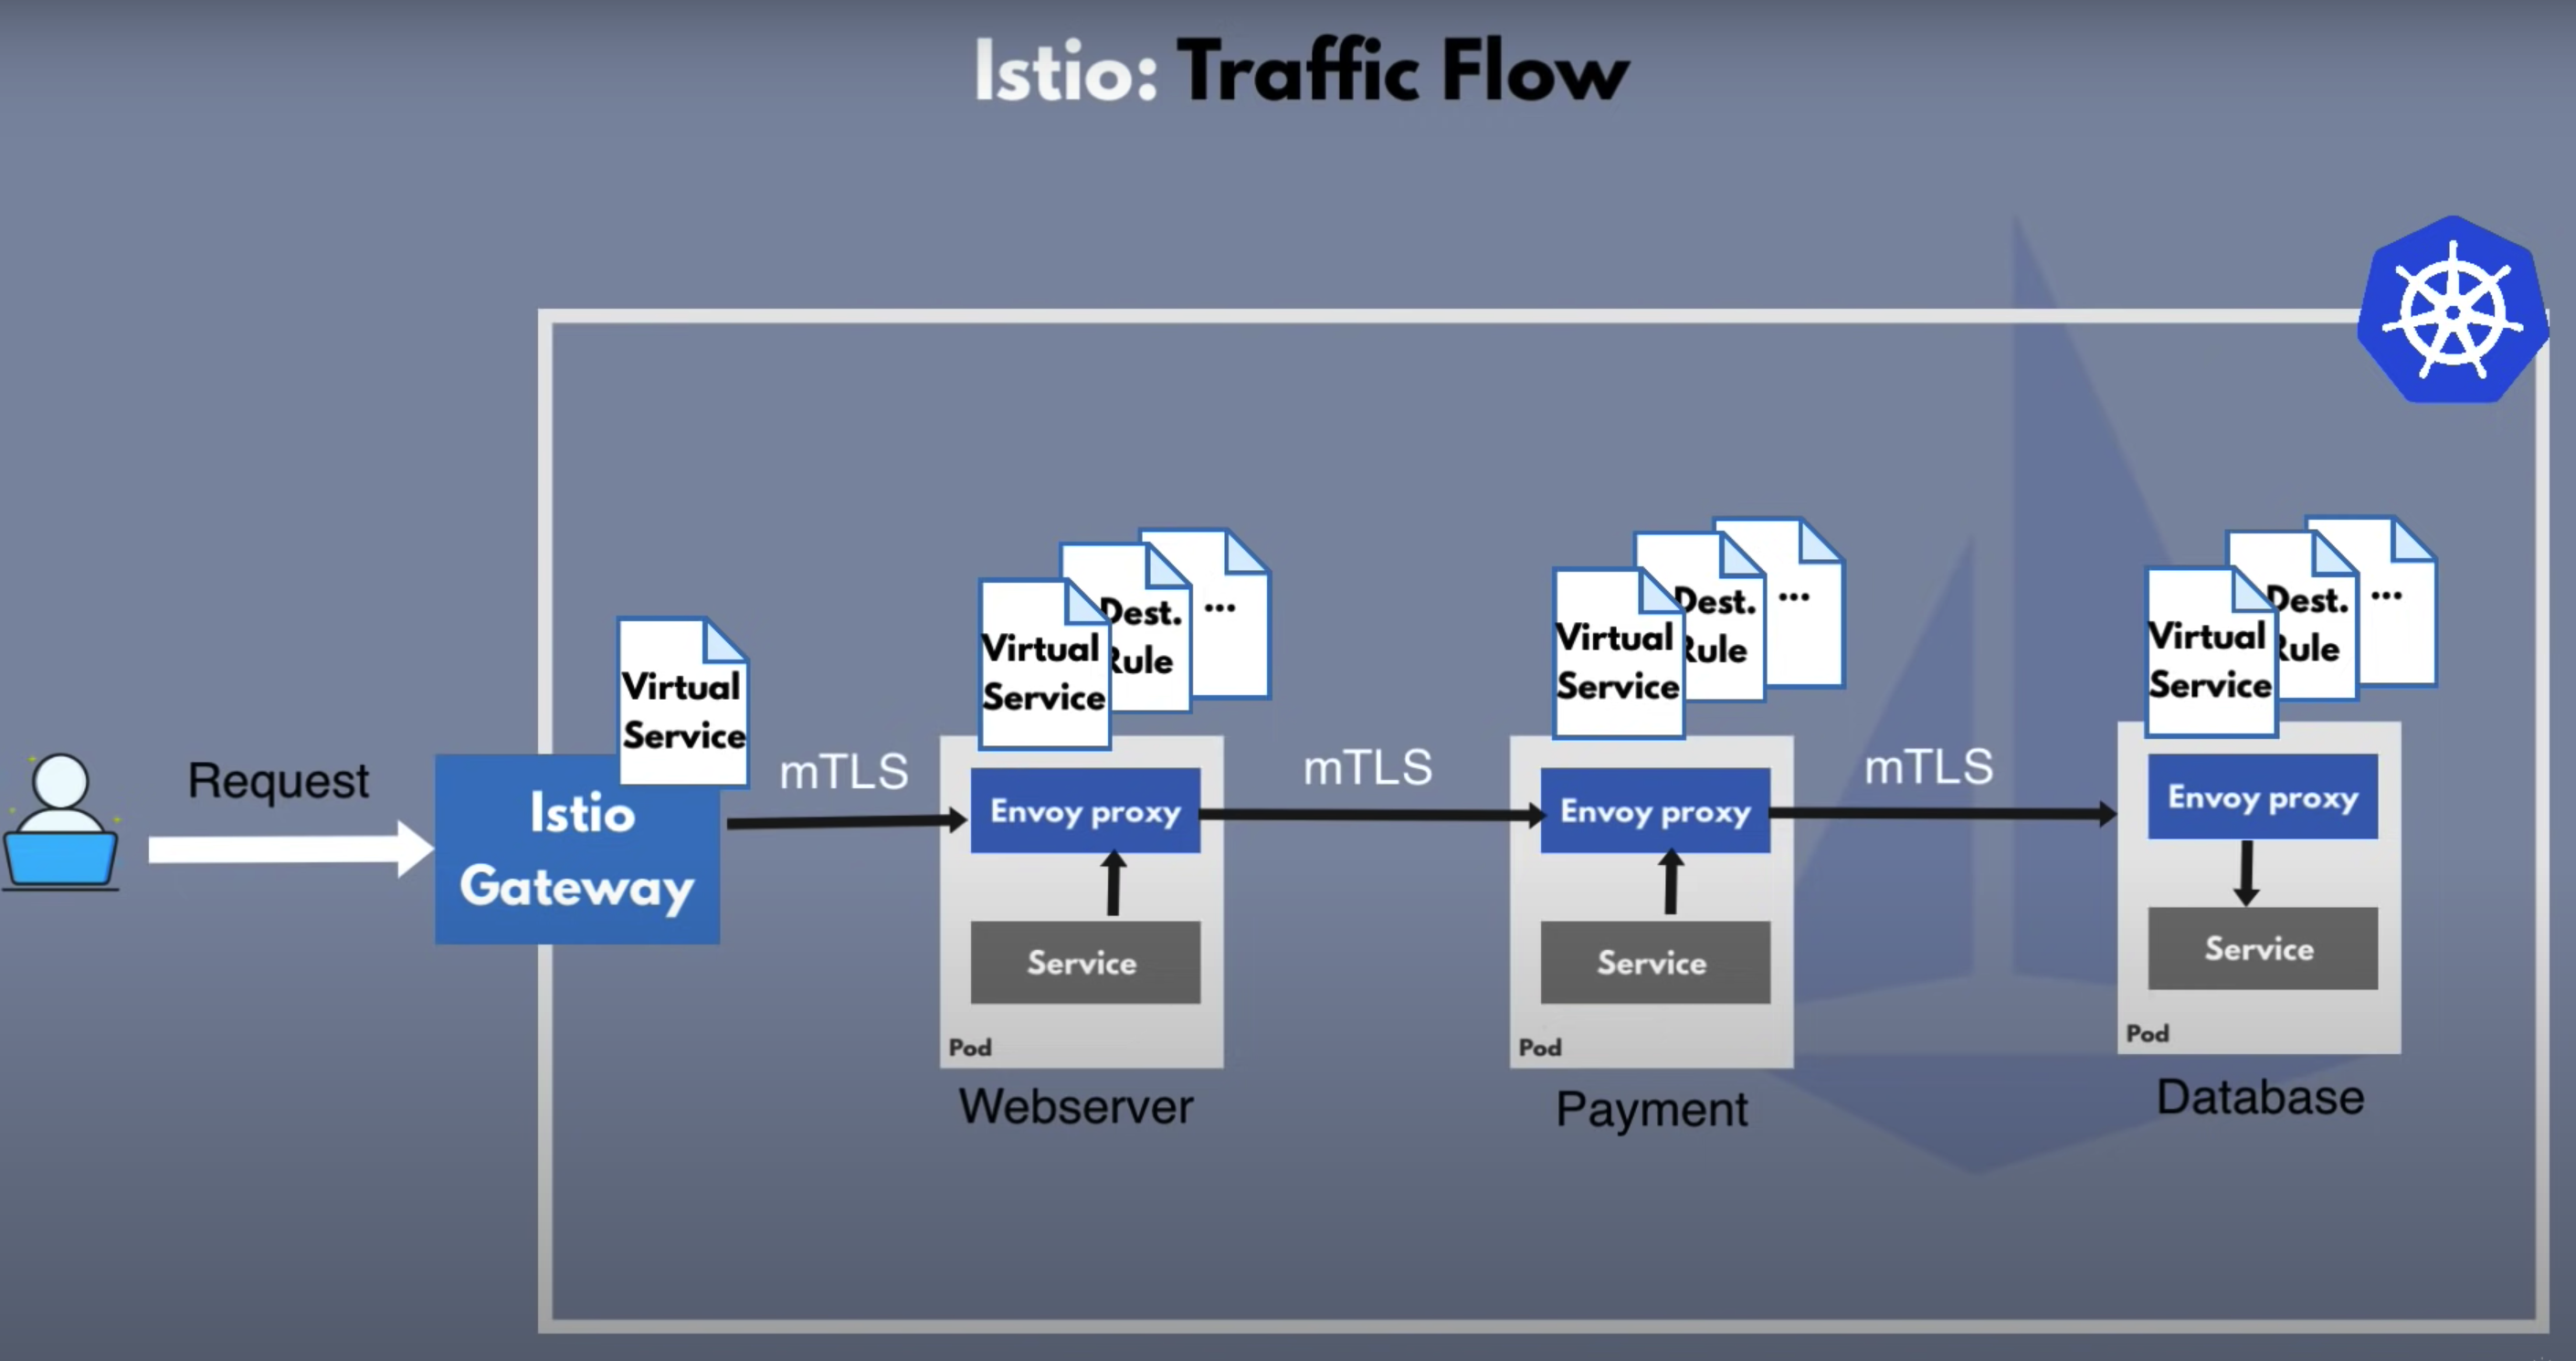 Istio: Traffic Flow
Request
Istio
Gateway
Virtual
Service
mTLS
Virtual
Service
Dest.
Rule
...
Envoy proxy
Service
Pod
Webserver
mTLS
Virtual
Service
Dest.
Rule
...
Envoy proxy
Service
Pod
Payment
mTLS
Virtual
Service
Dest.
Rule
...
Envoy proxy
Service
Pod
Database